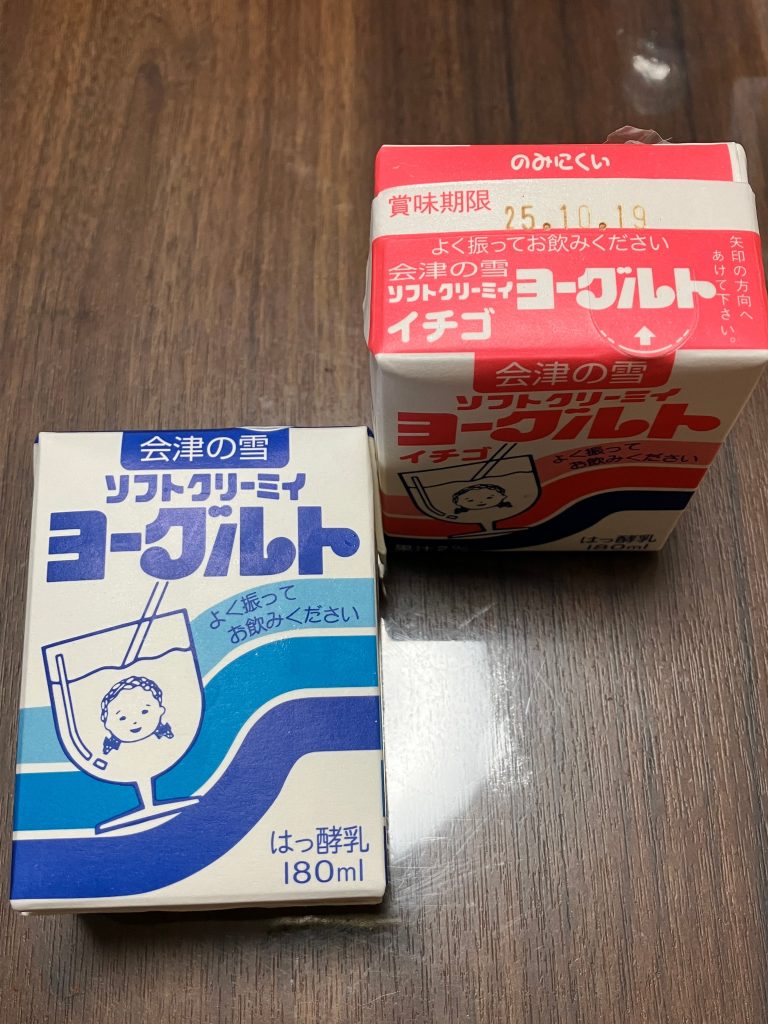 のみにくい
賞味期限
25.10.19
よく振ってお飲みください
会津の雪
ソフトクリーミィ ヨーグルト
イチゴ
矢印の方向へ
あけて下さい。
会津の雪
ソフトクリーミィ
ヨーグルト
イチゴ
よく振って
お飲みください
果汁2%
はっ酵乳
180ml
会津の雪
ソフトクリーミィ
ヨーグルト
よく振って
お飲みください
はっ酵乳
180ml